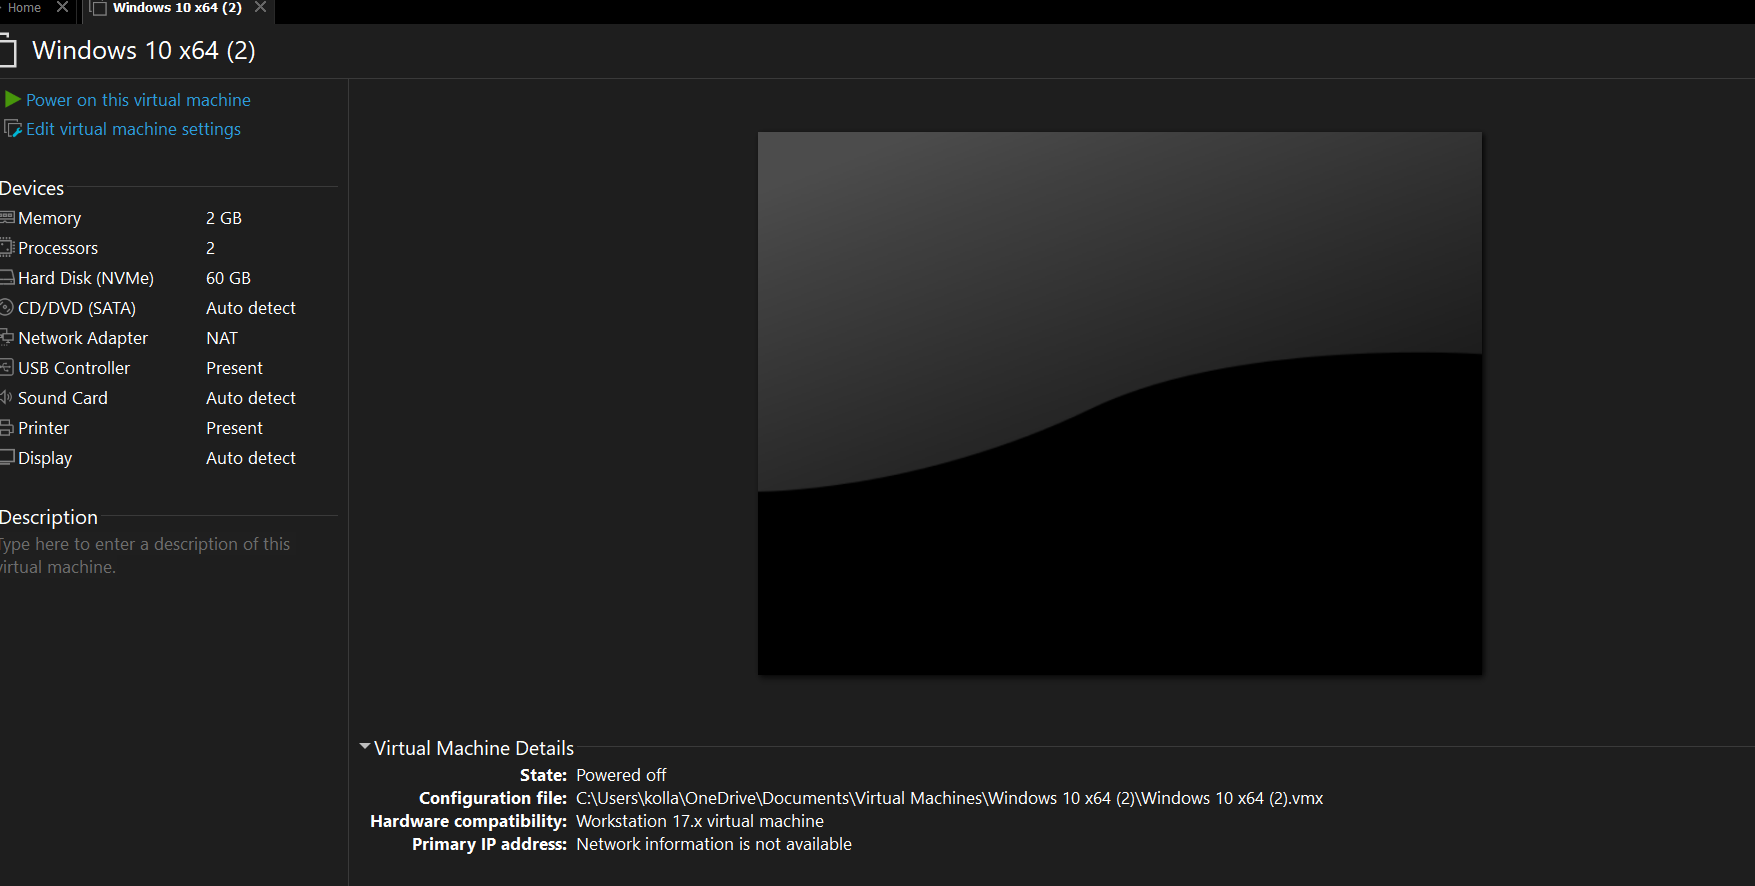 Home
Windows 10 x64 (2)
Windows 10 x64 (2)
Power on this virtual machine
Edit virtual machine settings
Devices
Memory 2 GB
Processors 2
Hard Disk (NVMe) 60 GB
CD/DVD (SATA) Auto detect
Network Adapter NAT
USB Controller Present
Sound Card Auto detect
Printer Present
Display Auto detect
Description
Type here to enter a description of this
virtual machine.
Virtual Machine Details
State: Powered off
Configuration file: C:\Users\kolla\OneDrive\Documents\Virtual Machines\Windows 10 x64 (2)\Windows 10 x64 (2).vmx
Hardware compatibility: Workstation 17.x virtual machine
Primary IP address: Network information is not available